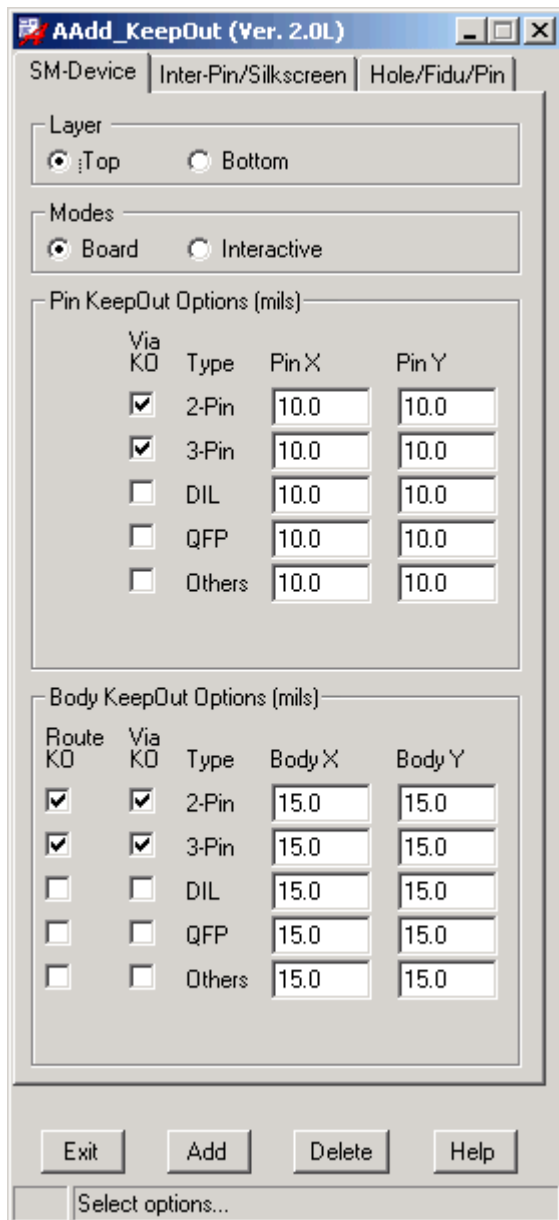 AAdd_KeepOut (Ver. 2.0L)
SM-Device Inter-Pin/Silkscreen Hole/Fidu/Pin
Layer
Top Bottom
Modes
Board Interactive
Pin KeepOut Options (mils)
Via
KO Type Pin X Pin Y
2-Pin 10.0 10.0
3-Pin 10.0 10.0
DIL 10.0 10.0
QFP 10.0 10.0
Others 10.0 10.0
Body KeepOut Options (mils)
Route Via
KO KO Type Body X Body Y
2-Pin 15.0 15.0
3-Pin 15.0 15.0
DIL 15.0 15.0
QFP 15.0 15.0
Others 15.0 15.0
Exit Add Delete Help
Select options...